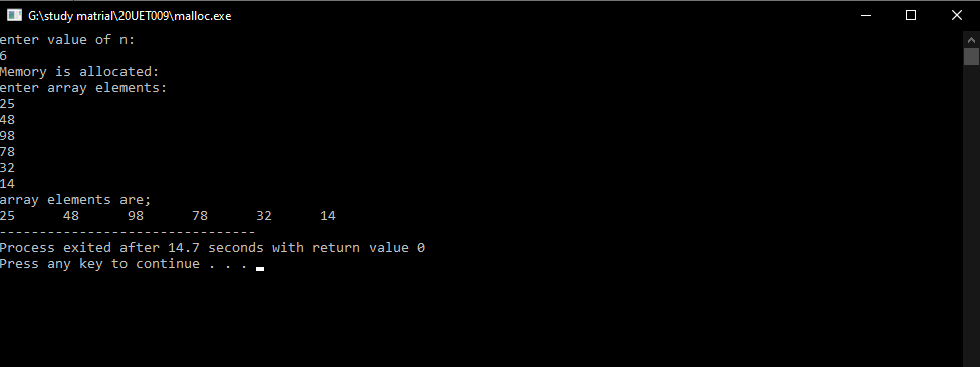 G:\study matrial\20UET009\malloc.exe
enter value of n:
6
Memory is allocated:
enter array elements:
25
48
98
78
32
14
array elements are;
25      48      98      78      32      14
--------------------------------
Process exited after 14.7 seconds with return value 0
Press any key to continue . . .